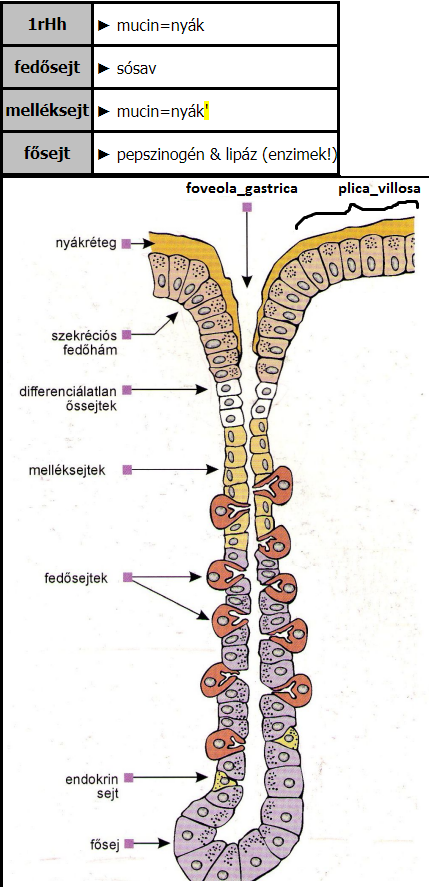 1rHh ► mucin=nyák
fedősejt ► sósav
melléksejt ► mucin=nyák'
fősejt ► pepszinogén & lipáz (enzimek!)
foveola_gastrica
plica_villosa
nyákréteg
szekréciós
fedőhám
differenciálatlan
őssejtek
melléksejtek
fedősejtek
endokrin
sejt
fősej